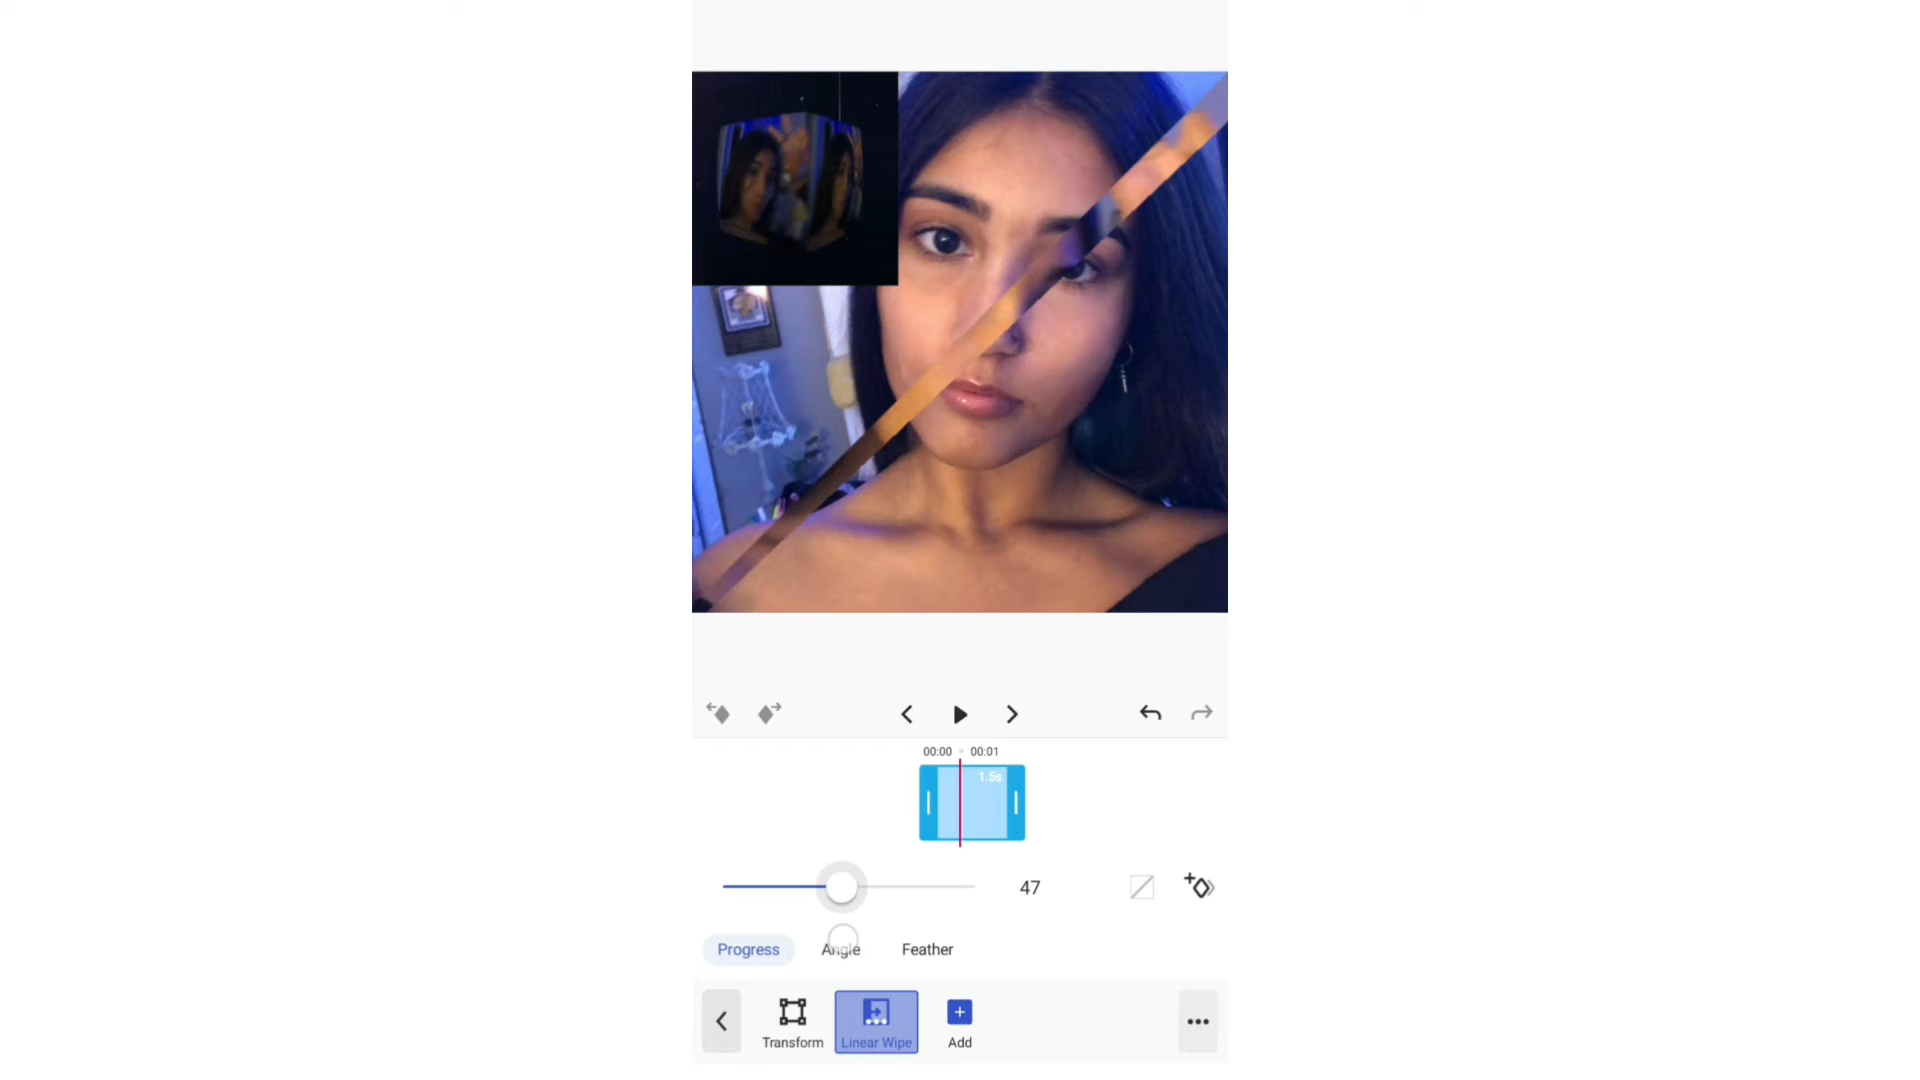 00:00 00:01
1.5s
47
Progress Angle Feather
Transform Linear Wipe Add